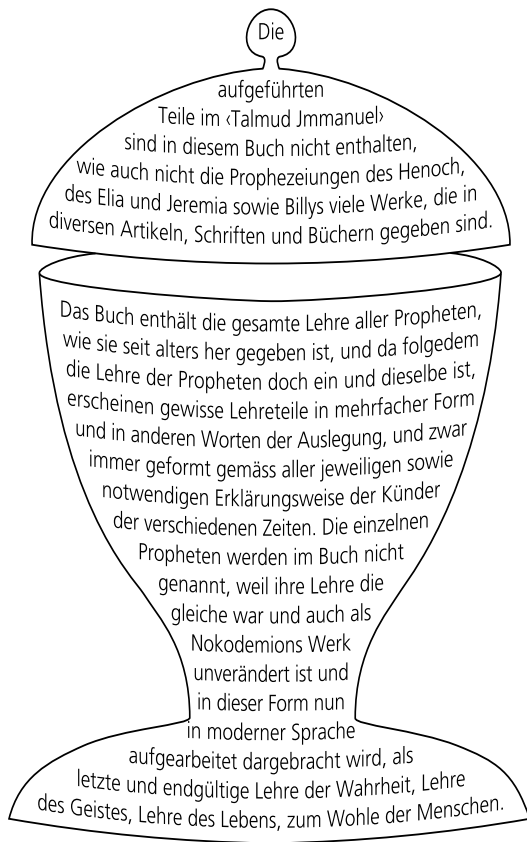 Die
aufgeführten
Teile im ‹Talmud Jmmanuel›
sind in diesem Buch nicht enthalten,
wie auch nicht die Prophezeiungen des Henoch,
des Elia und Jeremia sowie Billys viele Werke, die in
diversen Artikeln, Schriften und Büchern gegeben sind.
Das Buch enthält die gesamte Lehre aller Propheten,
wie sie seit alters her gegeben ist, und da folgedem
die Lehre der Propheten doch ein und dieselbe ist,
erscheinen gewisse Lehreteile in mehrfacher Form
und in anderen Worten der Auslegung, und zwar
immer geformt gemäss aller jeweiligen sowie
notwendigen Erklärungsweise der Künder
der verschiedenen Zeiten. Die einzelnen
Propheten werden im Buch nicht
genannt, weil ihre Lehre die
gleiche war und auch als
Nokodemions Werk
unverändert ist und
in dieser Form nun
in moderner Sprache
aufgearbeitet dargebracht wird, als
letzte und endgültige Lehre der Wahrheit, Lehre
des Geistes, Lehre des Lebens, zum Wohle der Menschen.